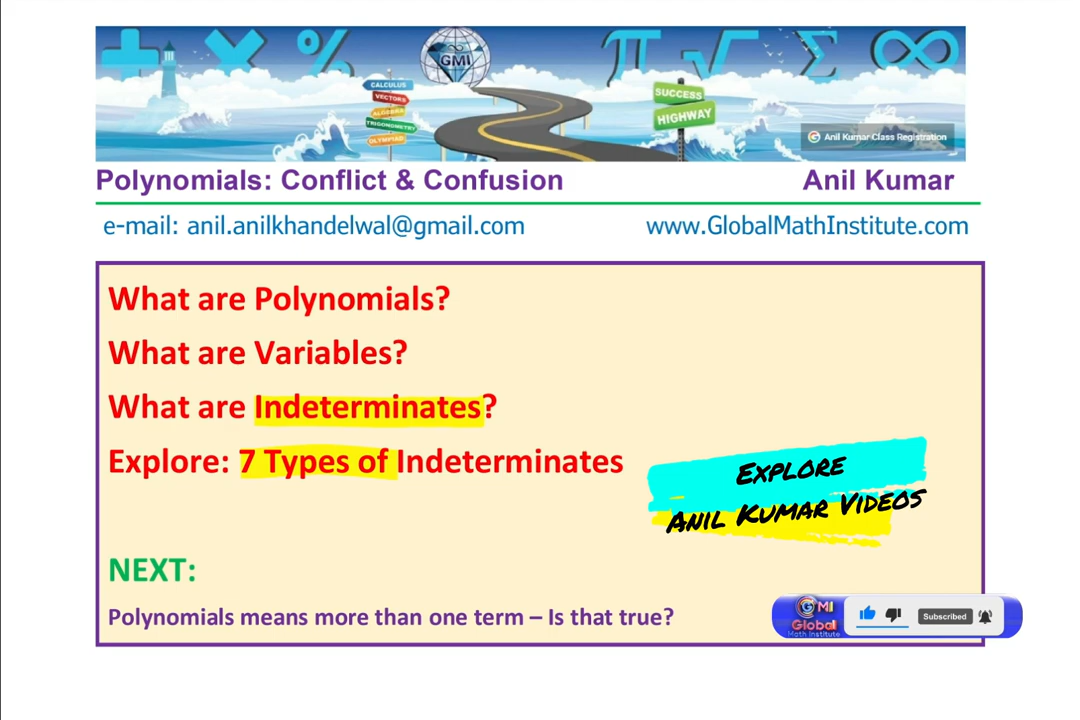 GMI
CALCULUS
VECTORS
ALGEBRA
TRIGONOMETRY
OLYMPIAD
SUCCESS
HIGHWAY
Anil Kumar Class Registration
Polynomials: Conflict & Confusion
Anil Kumar
e-mail: anil.anilkhandelwal@gmail.com
www.GlobalMathInstitute.com
What are Polynomials?
What are Variables?
What are Indeterminates?
Explore: 7 Types of Indeterminates
EXPLORE
ANIL KUMAR VIDEOS
NEXT:
Polynomials means more than one term – Is that true?
GMI
Global
Math Institute
Subscribed